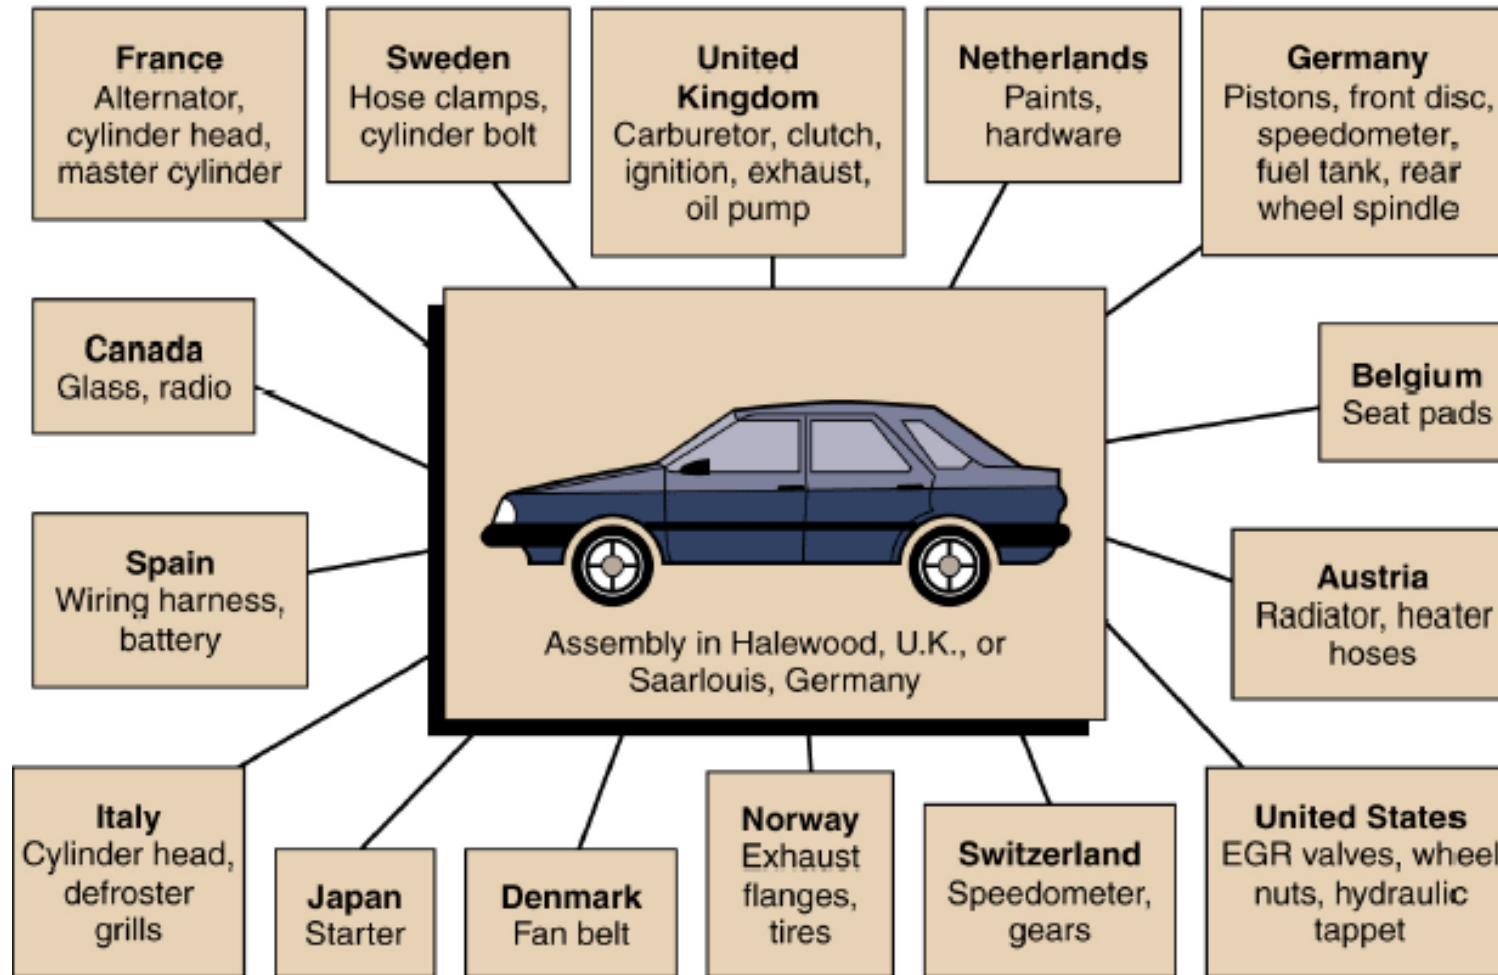 France
Alternator,
cylinder head,
master cylinder
Sweden
Hose clamps,
cylinder bolt
United
Kingdom
Carburetor, clutch,
ignition, exhaust,
oil pump
Netherlands
Paints,
hardware
Germany
Pistons, front disc,
speedometer,
fuel tank, rear
wheel spindle
Canada
Glass, radio
Belgium
Seat pads
Spain
Wiring harness,
battery
Austria
Radiator, heater
hoses
Assembly in Halewood, U.K., or
Saarlouis, Germany
Italy
Cylinder head,
defroster
grills
Japan
Starter
Denmark
Fan belt
Norway
Exhaust
flanges,
tires
Switzerland
Speedometer,
gears
United States
EGR valves, wheel
nuts, hydraulic
tappet